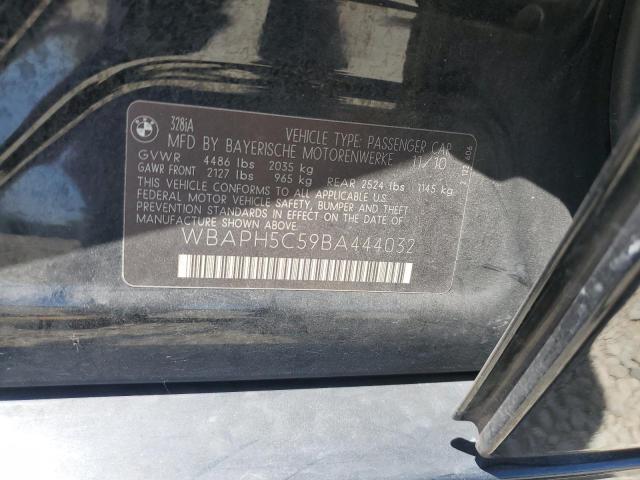 BMW
328iA
VEHICLE TYPE: PASSENGER CAR
MFD BY BAYERISCHE MOTORENWERKE 11/10
GVWR 4486 lbs 2035 kg
GAWR FRONT 2127 lbs 965 kg REAR 2524 lbs 1145 kg
THIS VEHICLE CONFORMS TO ALL APPLICABLE U.S.
FEDERAL MOTOR VEHICLE SAFETY, BUMPER AND THEFT
PREVENTION STANDARDS IN EFFECT ON THE DATE OF
MANUFACTURE SHOWN ABOVE.
WBAPH5C59BA444032